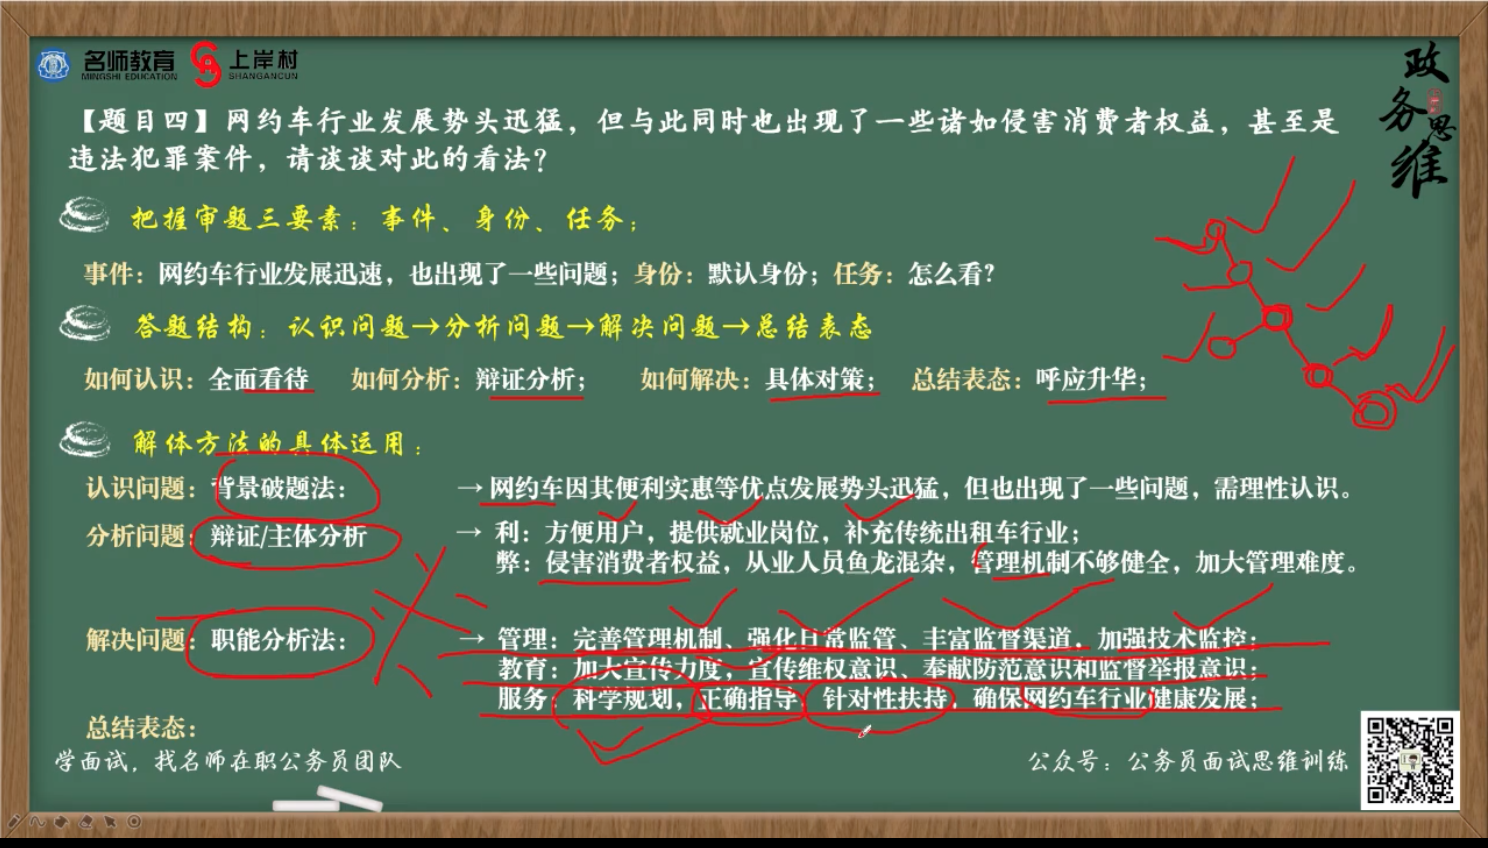 名师教育
MINGSHI EDUCATION
上岸村
SHANGANCUN
政务思维
【题目四】网约车行业发展势头迅猛，但与此同时也出现了一些诸如侵害消费者权益，甚至是
违法犯罪案件，请谈谈对此的看法？
把握审题三要素：事件、身份、任务；
事件：网约车行业发展迅速，也出现了一些问题；身份：默认身份；任务：怎么看？
答题结构：认识问题→分析问题→解决问题→总结表态
如何认识：全面看待 如何分析：辩证分析； 如何解决：具体对策； 总结表态：呼应升华；
解体方法的具体运用：
认识问题：背景破题法： →网约车因其便利实惠等优点发展势头迅猛，但也出现了一些问题，需理性认识。
分析问题：辩证/主体分析 → 利：方便用户，提供就业岗位，补充传统出租车行业；
弊：侵害消费者权益，从业人员鱼龙混杂，管理机制不够健全，加大管理难度。
解决问题：职能分析法： → 管理：完善管理机制、强化日常监管、丰富监督渠道，加强技术监控；
教育：加大宣传力度，宣传维权意识、奉献防范意识和监督举报意识；
服务：科学规划，正确指导，针对性扶持，确保网约车行业健康发展；
总结表态：
学面试，找名师在职公务员团队
公众号：公务员面试思维训练